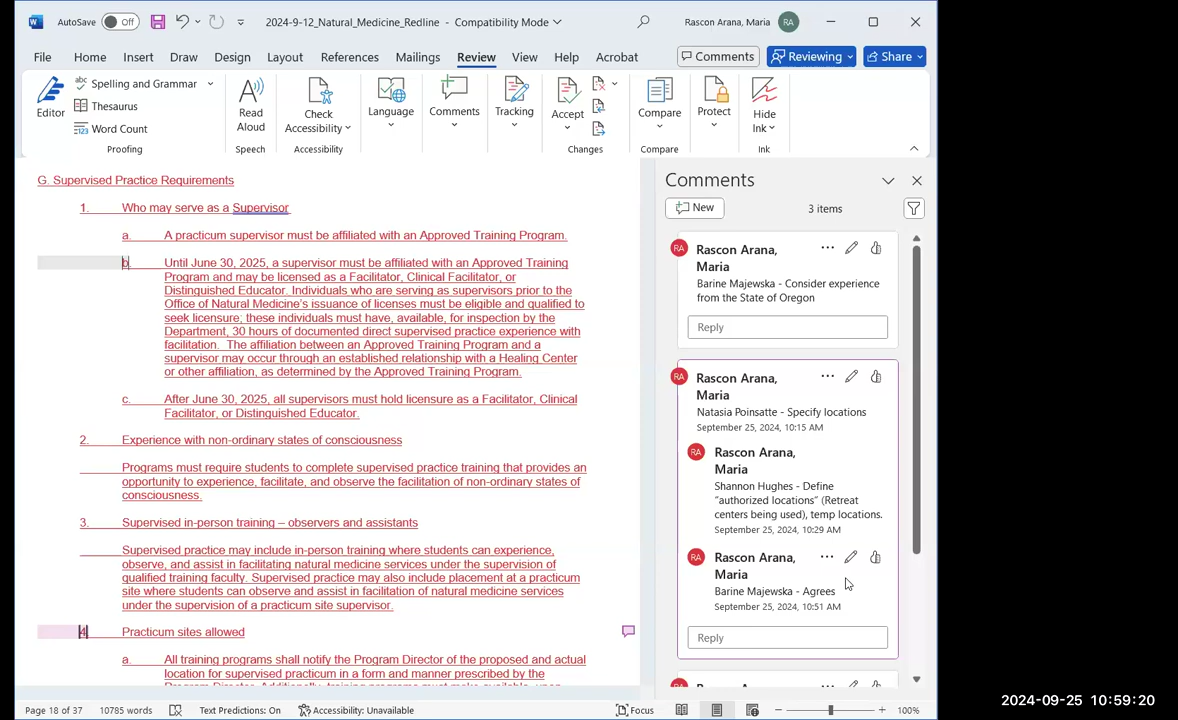 AutoSave Off 2024-9-12_Natural_Medicine_Redline - Compatibility Mode Rascon Arana, Maria RA
File Home Insert Draw Design Layout References Mailings Review View Help Acrobat Comments Reviewing Share
Editor
abc Spelling and Grammar
Thesaurus
123 Word Count
Proofing
Read
Aloud
Speech
Check
Accessibility
Accessibility
Language
Comments
Tracking
Accept
Changes
Compare
Compare
Protect
Hide
Ink
Ink
G. Supervised Practice Requirements
1. Who may serve as a Supervisor
a. A practicum supervisor must be affiliated with an Approved Training Program.
b. Until June 30, 2025, a supervisor must be affiliated with an Approved Training
Program and may be licensed as a Facilitator, Clinical Facilitator, or
Distinguished Educator. Individuals who are serving as supervisors prior to the
Office of Natural Medicine's issuance of licenses must be eligible and qualified to
seek licensure; these individuals must have, available, for inspection by the
Department, 30 hours of documented direct supervised practice experience with
facilitation. The affiliation between an Approved Training Program and a
supervisor may occur through an established relationship with a Healing Center
or other affiliation, as determined by the Approved Training Program.
c. After June 30, 2025, all supervisors must hold licensure as a Facilitator, Clinical
Facilitator, or Distinguished Educator.
2. Experience with non-ordinary states of consciousness
Programs must require students to complete supervised practice training that provides an
opportunity to experience, facilitate, and observe the facilitation of non-ordinary states of
consciousness.
3. Supervised in-person training – observers and assistants
Supervised practice may include in-person training where students can experience,
observe, and assist in facilitating natural medicine services under the supervision of
qualified training faculty. Supervised practice may also include placement at a practicum
site where students can observe and assist in facilitation of natural medicine services
under the supervision of a practicum site supervisor.
4. Practicum sites allowed
a. All training programs shall notify the Program Director of the proposed and actual
location for supervised practicum in a form and manner prescribed by the
Program Director. Additionally, training programs must make available, upon
Comments
New
3 items
RA Rascon Arana,
Maria
Barine Majewska - Consider experience
from the State of Oregon
Reply
RA Rascon Arana,
Maria
Natasia Poinsatte - Specify locations
September 25, 2024, 10:15 AM
RA Rascon Arana,
Maria
Shannon Hughes - Define
"authorized locations" (Retreat
centers being used), temp locations.
September 25, 2024, 10:29 AM
RA Rascon Arana,
Maria
Barine Majewska - Agrees
September 25, 2024, 10:51 AM
Reply
Page 18 of 37 10785 words Text Predictions: On Accessibility: Unavailable Focus 100%
2024-09-25 10:59:20